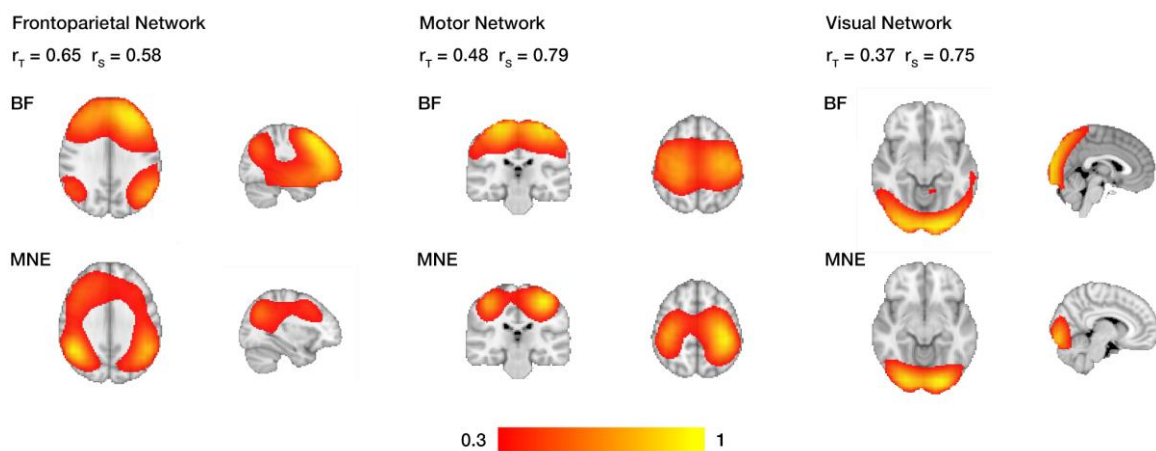 Frontoparietal Network
r_T = 0.65 r_S = 0.58
BF
MNE
Motor Network
r_T = 0.48 r_S = 0.79
BF
MNE
Visual Network
r_T = 0.37 r_S = 0.75
BF
MNE
0.3 1